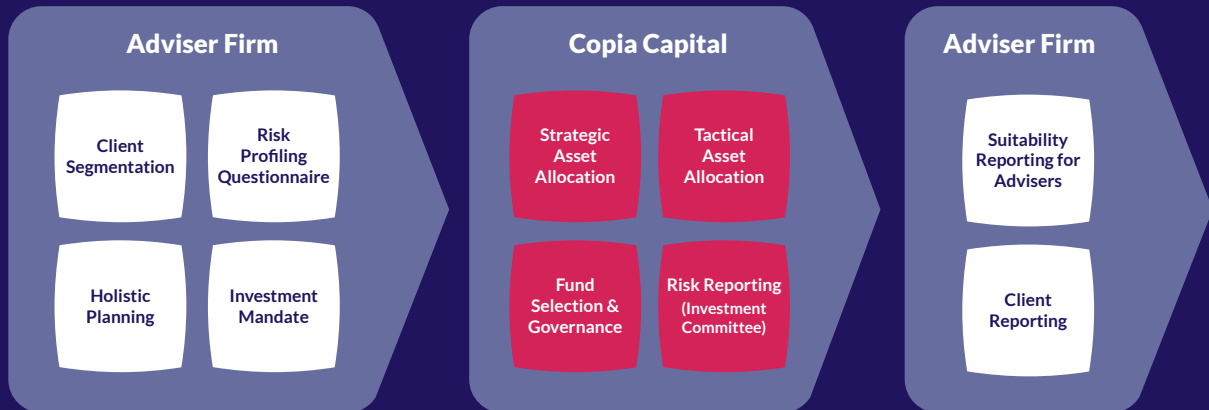 Adviser Firm
Client
Segmentation
Risk
Profiling
Questionnaire
Holistic
Planning
Investment
Mandate
Copia Capital
Strategic
Asset
Allocation
Tactical
Asset
Allocation
Fund
Selection &
Governance
Risk Reporting
(Investment
Committee)
Adviser Firm
Suitability
Reporting for
Advisers
Client
Reporting